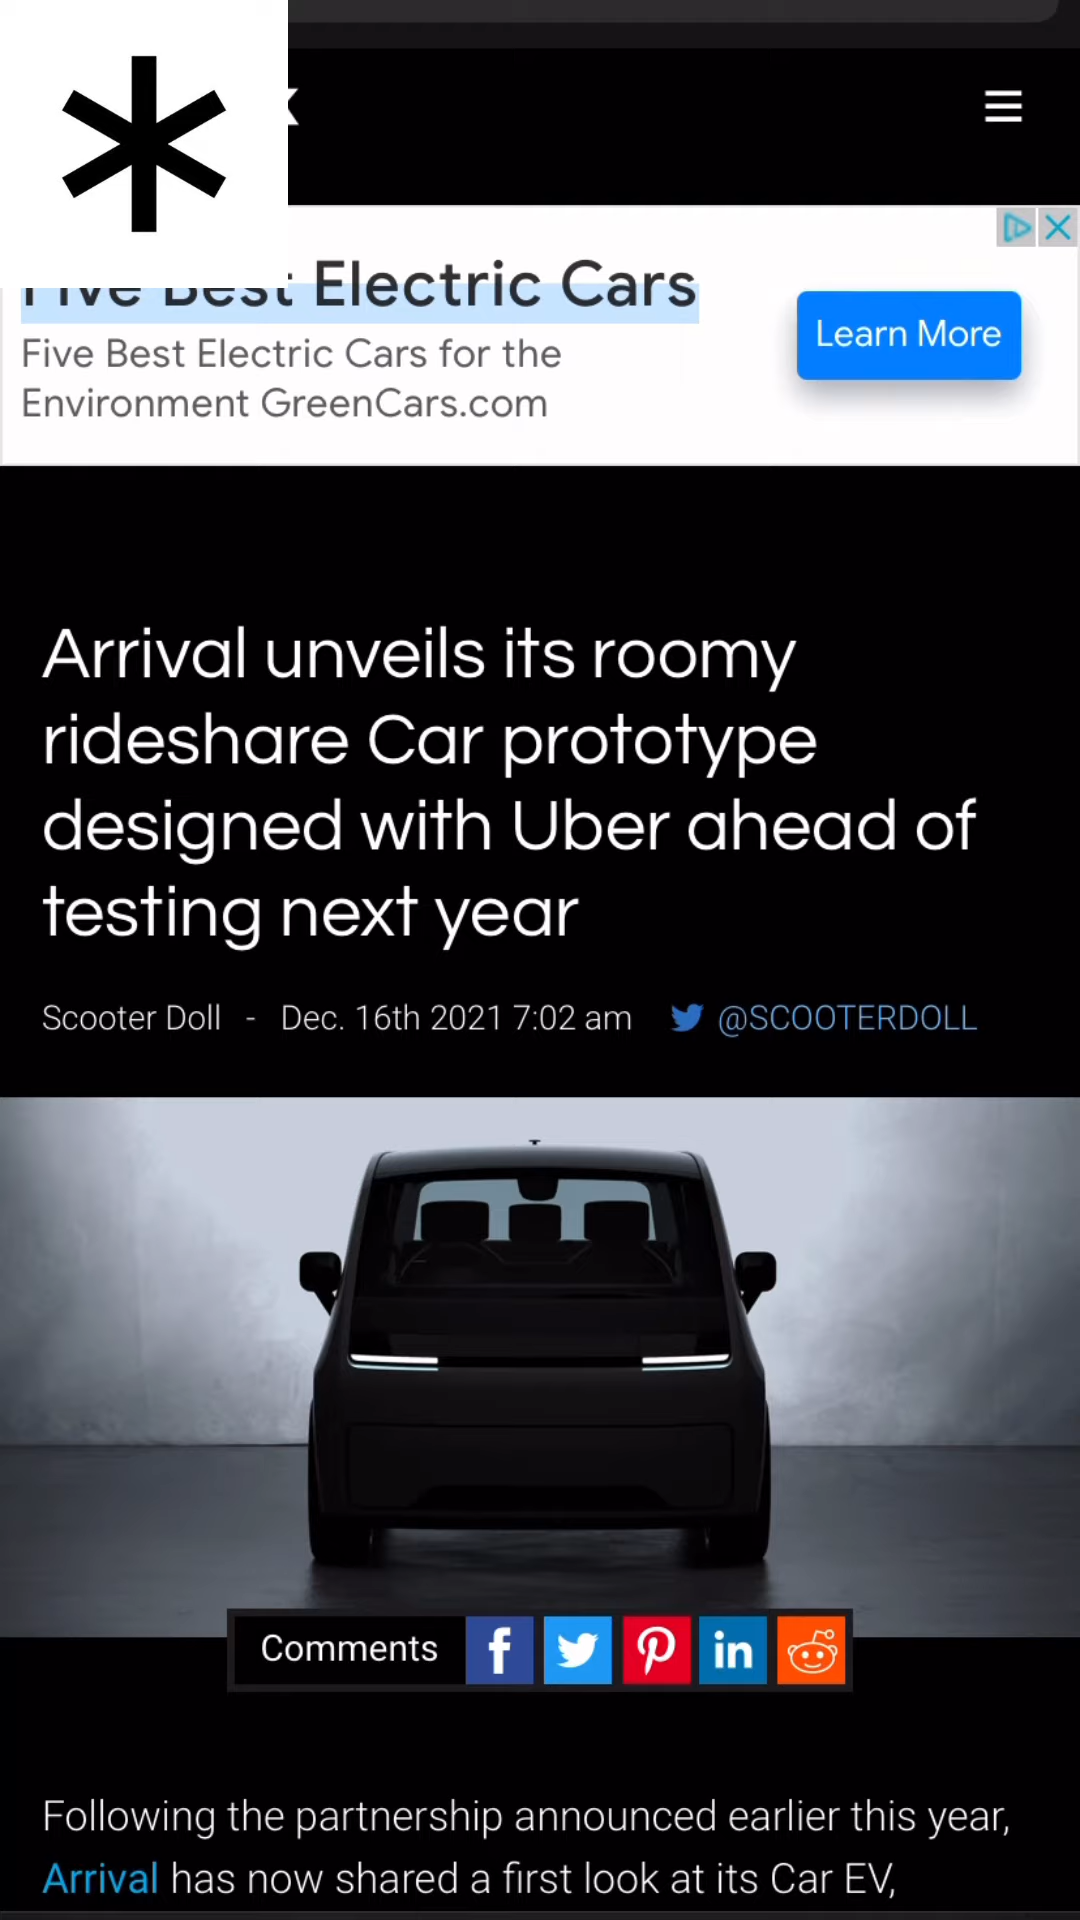 Five Best Electric Cars
Five Best Electric Cars for the
Environment GreenCars.com
Learn More
Arrival unveils its roomy
rideshare Car prototype
designed with Uber ahead of
testing next year
Scooter Doll - Dec. 16th 2021 7:02 am @SCOOTERDOLL
Comments
Following the partnership announced earlier this year,
Arrival has now shared a first look at its Car EV,